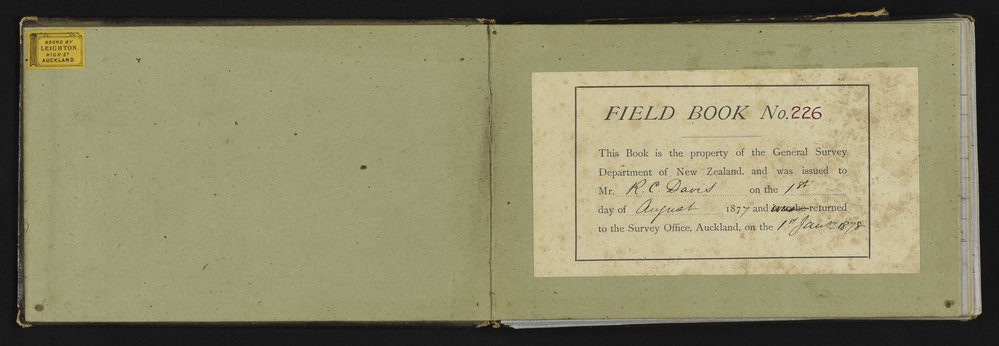 BOUND BY
LEIGHTON,
HIGH ST
AUCKLAND
FIELD BOOK No. 226
This Book is the property of the General Survey
Department of New Zealand, and was issued to
Mr. R. C. Davis on the 1st
day of August 1877 and returned
to the Survey Office, Auckland, on the 1st Jany. 1878